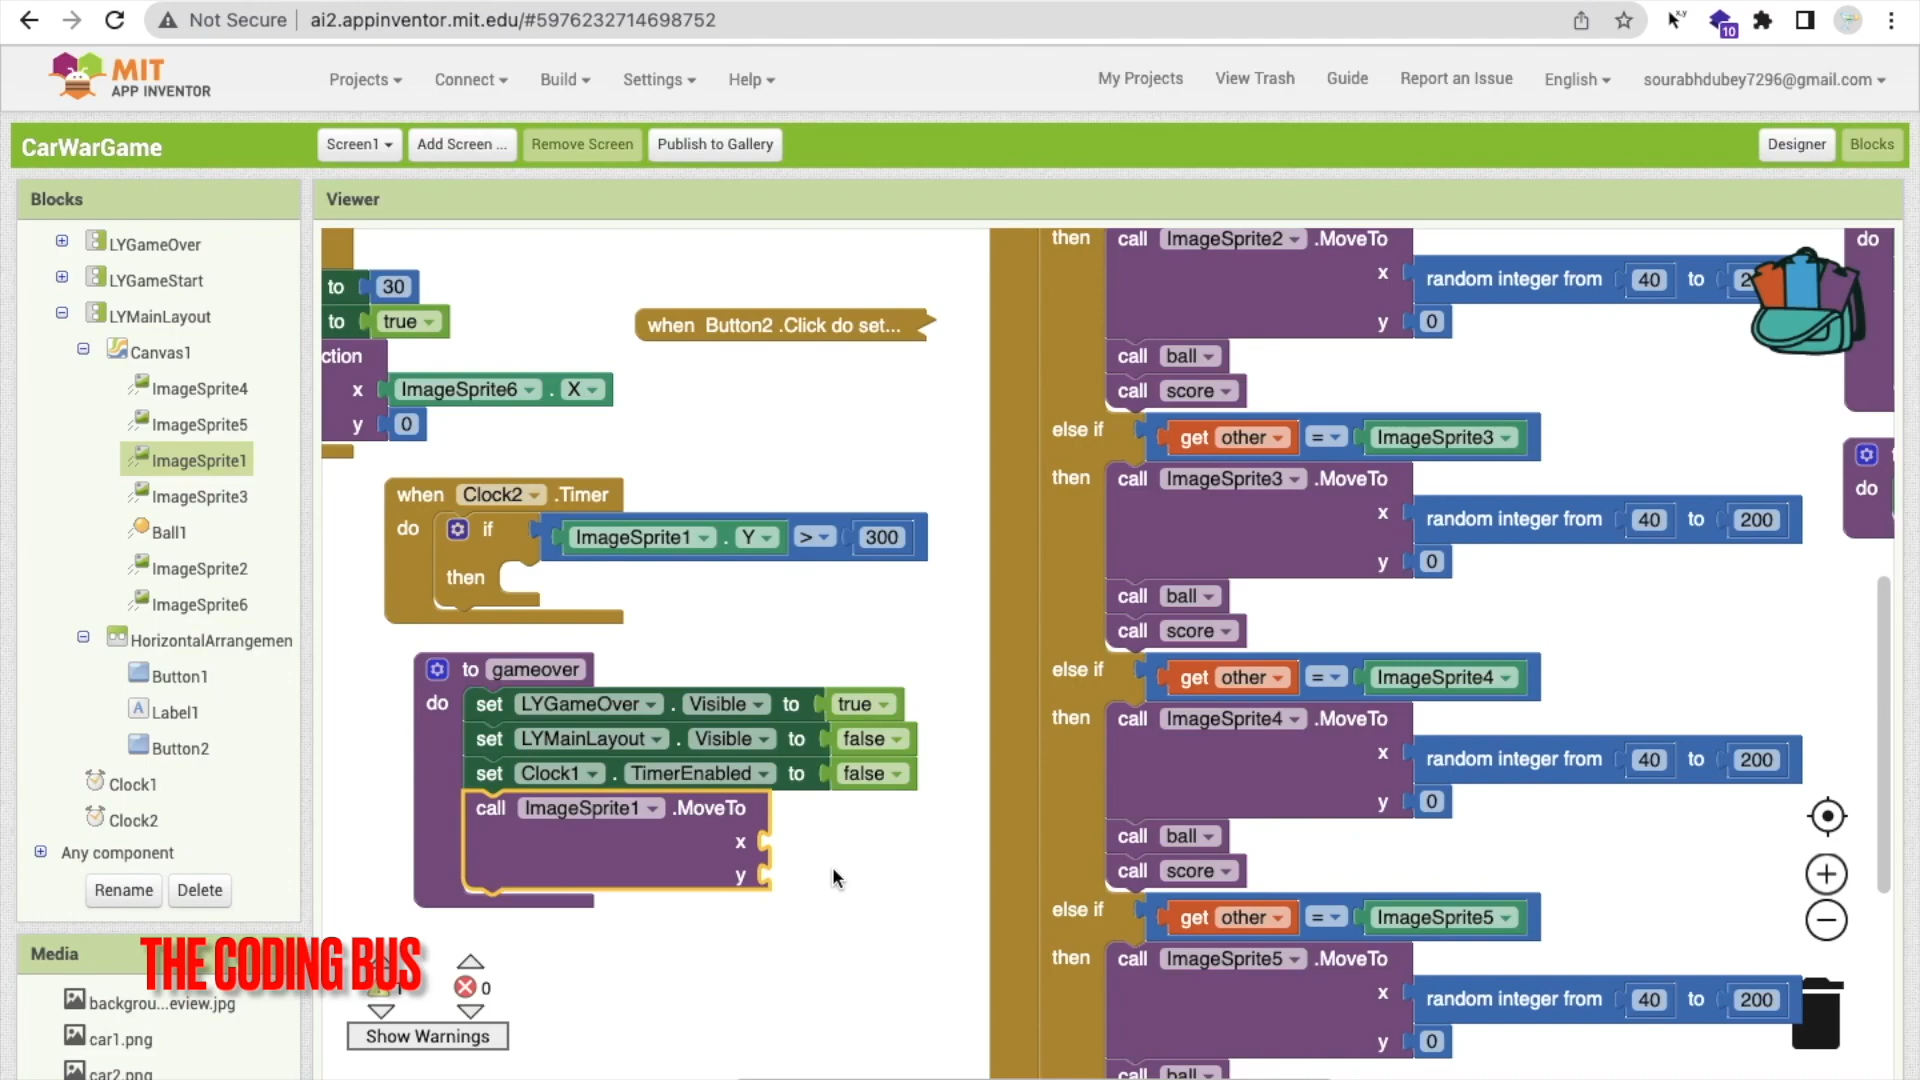 Not Secure
ai2.appinventor.mit.edu/#5976232714698752
x,y
10
MIT
APP INVENTOR
Projects
Connect
Build
Settings
Help
My Projects
View Trash
Guide
Report an Issue
English
sourabhdubey7296@gmail.com
CarWarGame
Screen1
Add Screen ...
Remove Screen
Publish to Gallery
Designer
Blocks
Blocks
LYGameOver
LYGameStart
LYMainLayout
Canvas1
ImageSprite4
ImageSprite5
ImageSprite1
ImageSprite3
Ball1
ImageSprite2
ImageSprite6
HorizontalArrangemen
Button1
A Label1
Button2
Clock1
Clock2
Any component
Rename
Delete
Media
backgrou...eview.jpg
car1.png
car2.png
THE CODING BUS
Viewer
to 30
to true
ction
x ImageSprite6 . X
y 0
when Button2 .Click do set...
when Clock2 .Timer
do if ImageSprite1 . Y > 300
then
to gameover
do set LYGameOver . Visible to true
set LYMainLayout . Visible to false
set Clock1 . TimerEnabled to false
call ImageSprite1 .MoveTo
x
y
1
0
Show Warnings
then call ImageSprite2 .MoveTo
x random integer from 40 to
y 0
call ball
call score
else if get other = ImageSprite3
then call ImageSprite3 .MoveTo
x random integer from 40 to 200
y 0
call ball
call score
else if get other = ImageSprite4
then call ImageSprite4 .MoveTo
x random integer from 40 to 200
y 0
call ball
call score
else if get other = ImageSprite5
then call ImageSprite5 .MoveTo
x random integer from 40 to 200
y 0
call ball
do
do